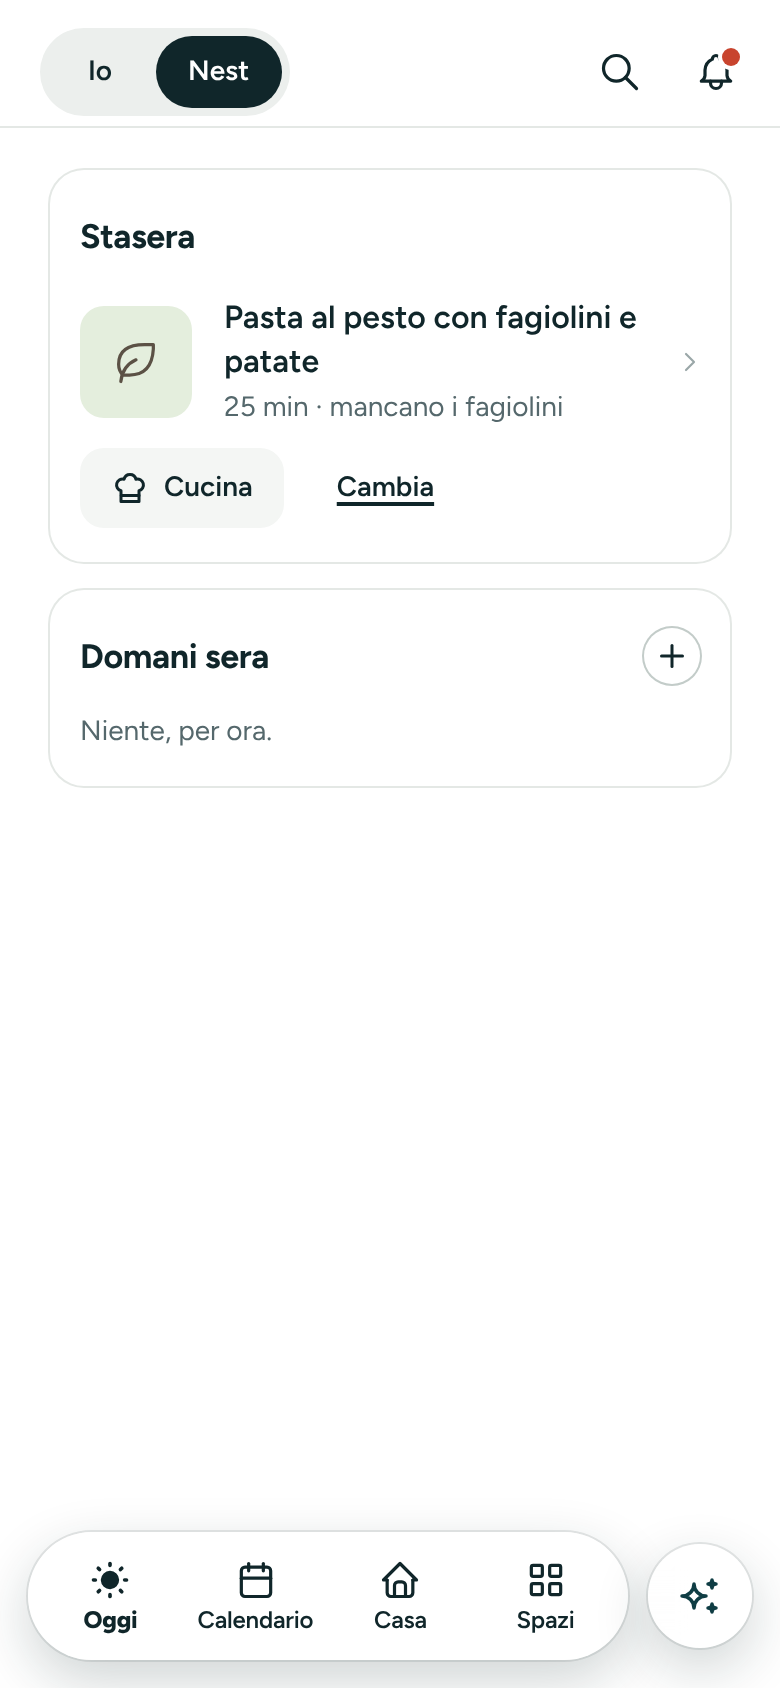 Io
Nest
Stasera
Pasta al pesto con fagiolini e
patate
25 min · mancano i fagiolini
Cucina
Cambia
Domani sera
Niente, per ora.
Oggi
Calendario
Casa
Spazi